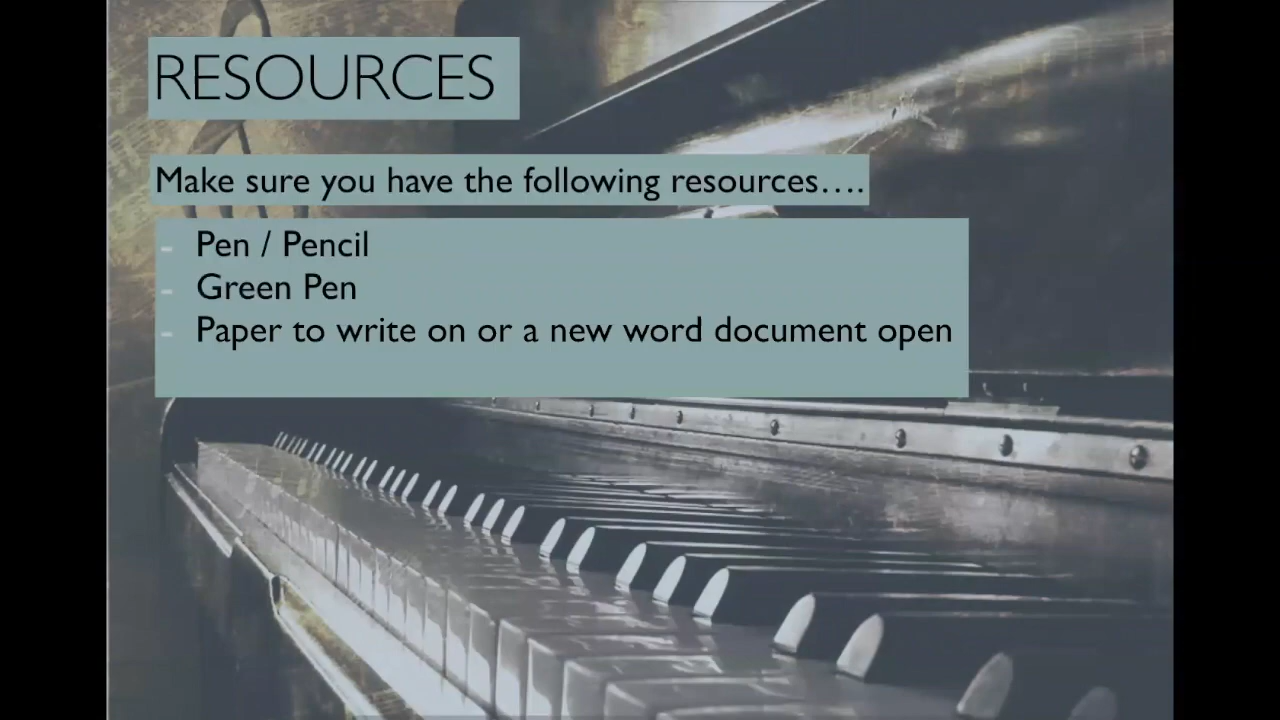 RESOURCES
Make sure you have the following resources….
- Pen / Pencil
- Green Pen
- Paper to write on or a new word document open